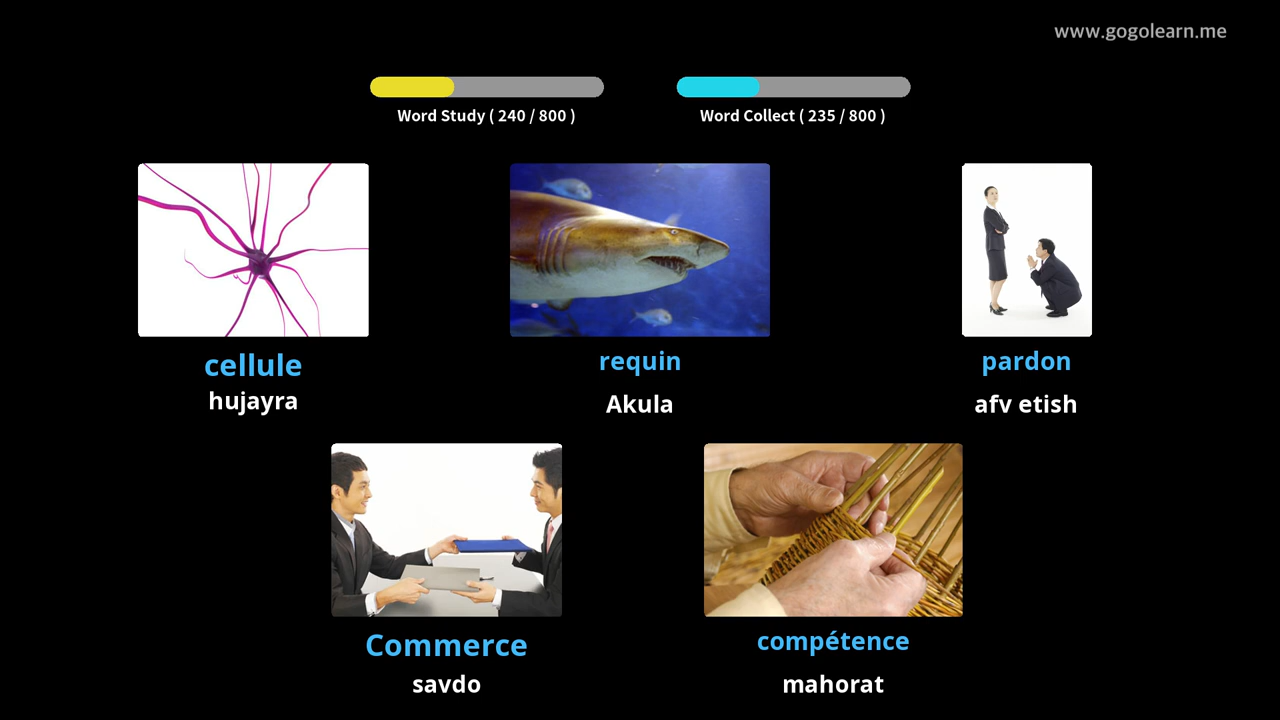 www.gogolearn.me
Word Study ( 240 / 800 )
Word Collect ( 235 / 800 )
cellule
hujayra
requin
Akula
pardon
afv etish
Commerce
savdo
compétence
mahorat